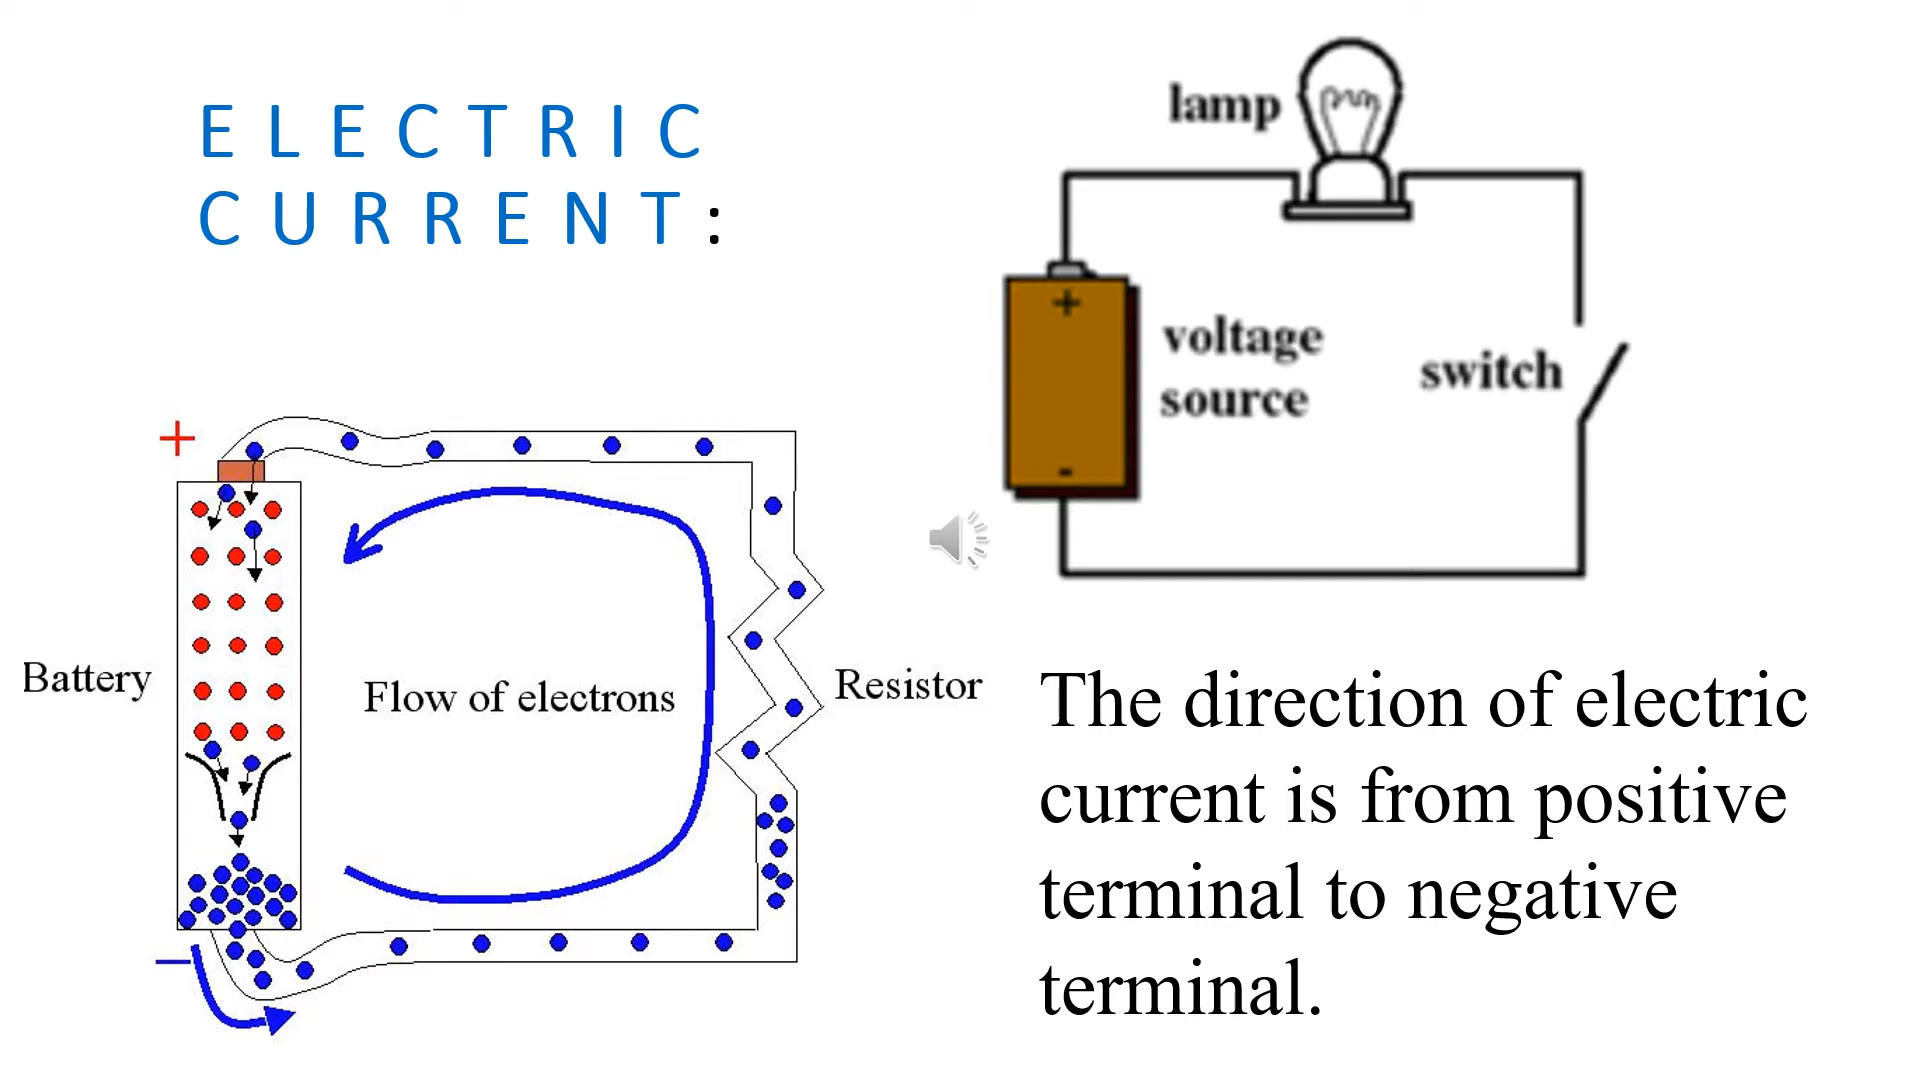 E L E C T R I C
C U R R E N T :
lamp
+
voltage
source
switch
-
+
Battery
Flow of electrons
Resistor
–
The direction of electric
current is from positive
terminal to negative
terminal.